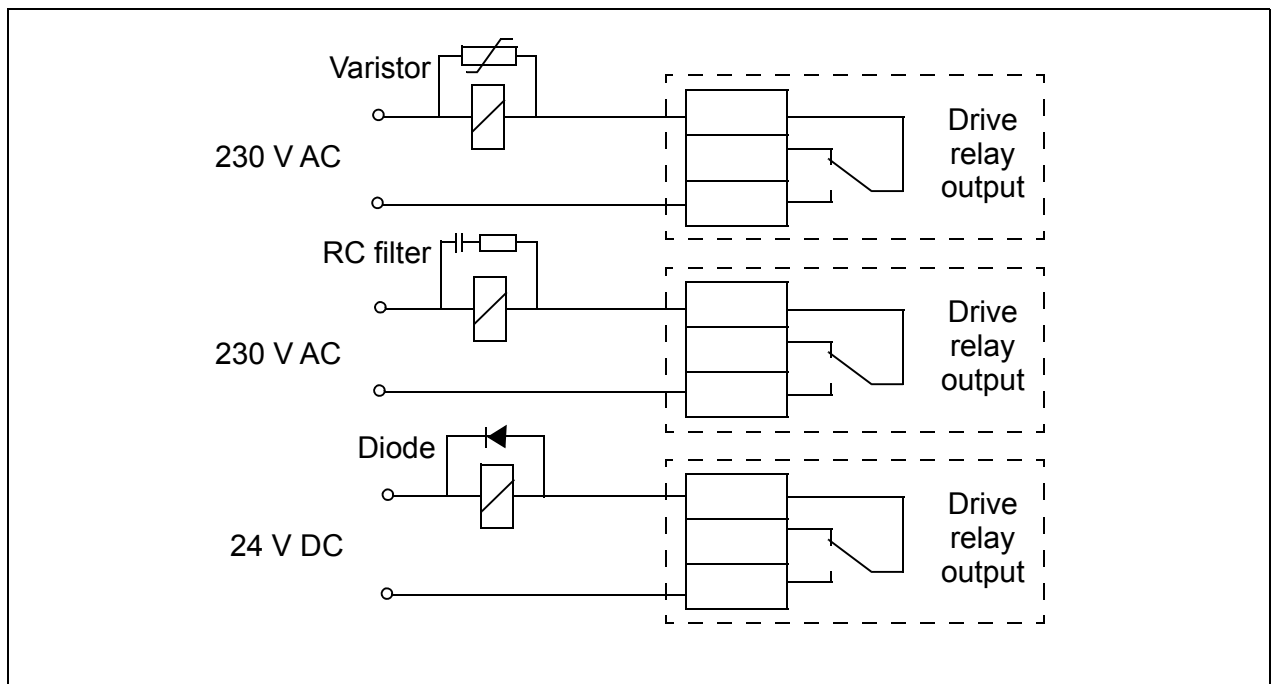 Varistor
230 V AC
Drive
relay
output
RC filter
230 V AC
Drive
relay
output
Diode
24 V DC
Drive
relay
output